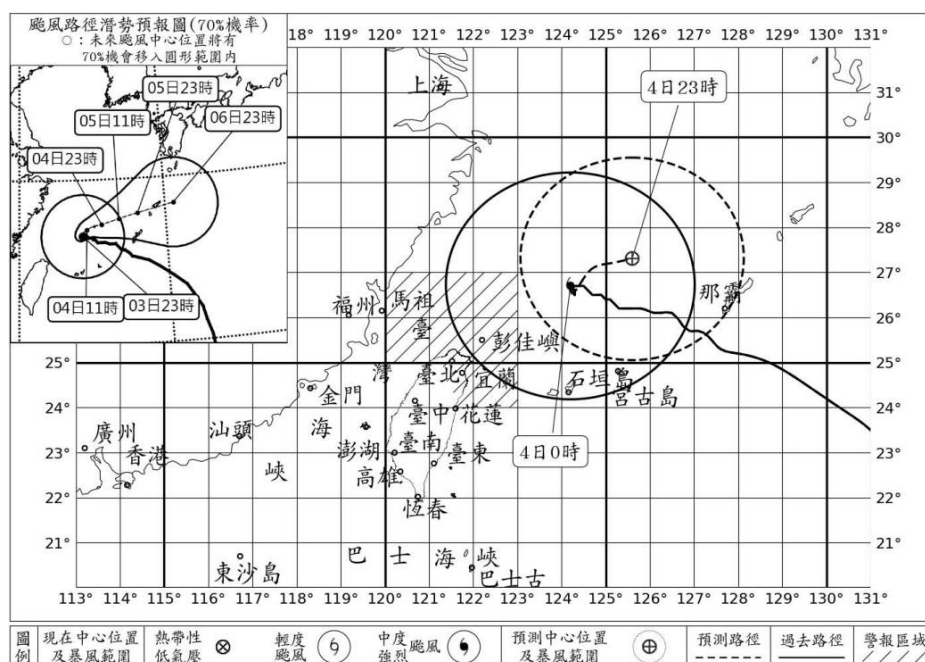 颱風路徑潛勢預報圖(70%機率)
○：未來颱風中心位置將有
70%機會移入圓形範圍內
05日23時
05日11時
06日23時
04日23時
04日11時
03日23時
118° 119° 120° 121° 122° 123° 124° 125° 126° 127° 128° 129° 130° 131°
上海
4日23時
31°
30°
29°
28°
27°
26°
25° 25°
24° 24°
23° 23°
22° 22°
21° 21°
福州
馬祖
那霸
臺
彭佳嶼
灣
臺北
宜蘭
石垣島
宮古島
金門
臺中
花蓮
廣州
汕頭
海
香港
澎湖
臺南
臺東
4日0時
峽
高雄
恆春
巴士海峽
東沙島
巴士古
113° 114° 115° 116° 117° 118° 119° 120° 121° 122° 123° 124° 125° 126° 127° 128° 129° 130° 131°
圖例
現在中心位置及暴風範圍
熱帶性低氣壓
輕度颱風
中度強烈颱風
預測中心位置及暴風範圍
預測路徑
過去路徑
警報區域